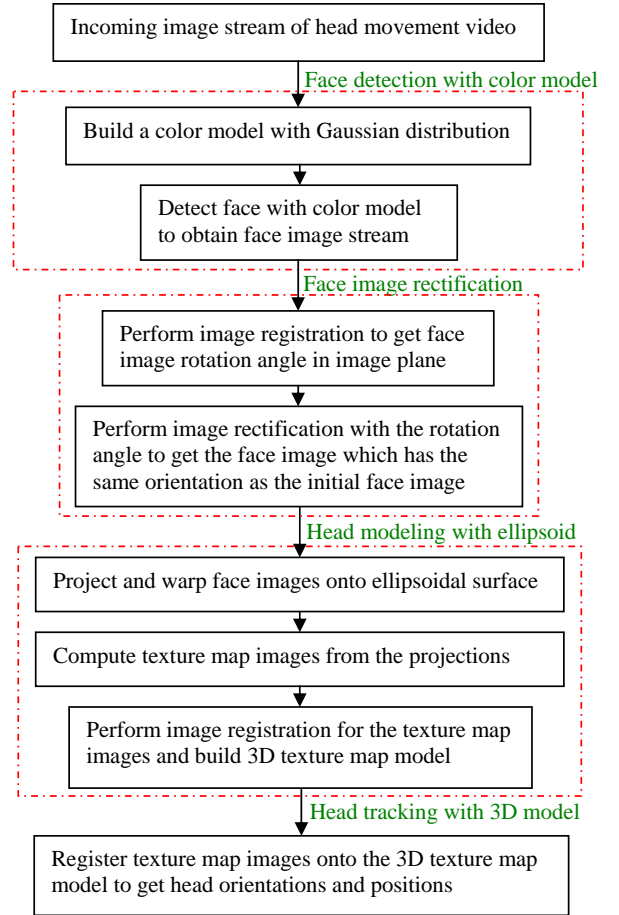 Incoming image stream of head movement video
Face detection with color model
Build a color model with Gaussian distribution
Detect face with color model
to obtain face image stream
Face image rectification
Perform image registration to get face
image rotation angle in image plane
Perform image rectification with the rotation
angle to get the face image which has the
same orientation as the initial face image
Head modeling with ellipsoid
Project and warp face images onto ellipsoidal surface
Compute texture map images from the projections
Perform image registration for the texture map
images and build 3D texture map model
Head tracking with 3D model
Register texture map images onto the 3D texture map
model to get head orientations and positions